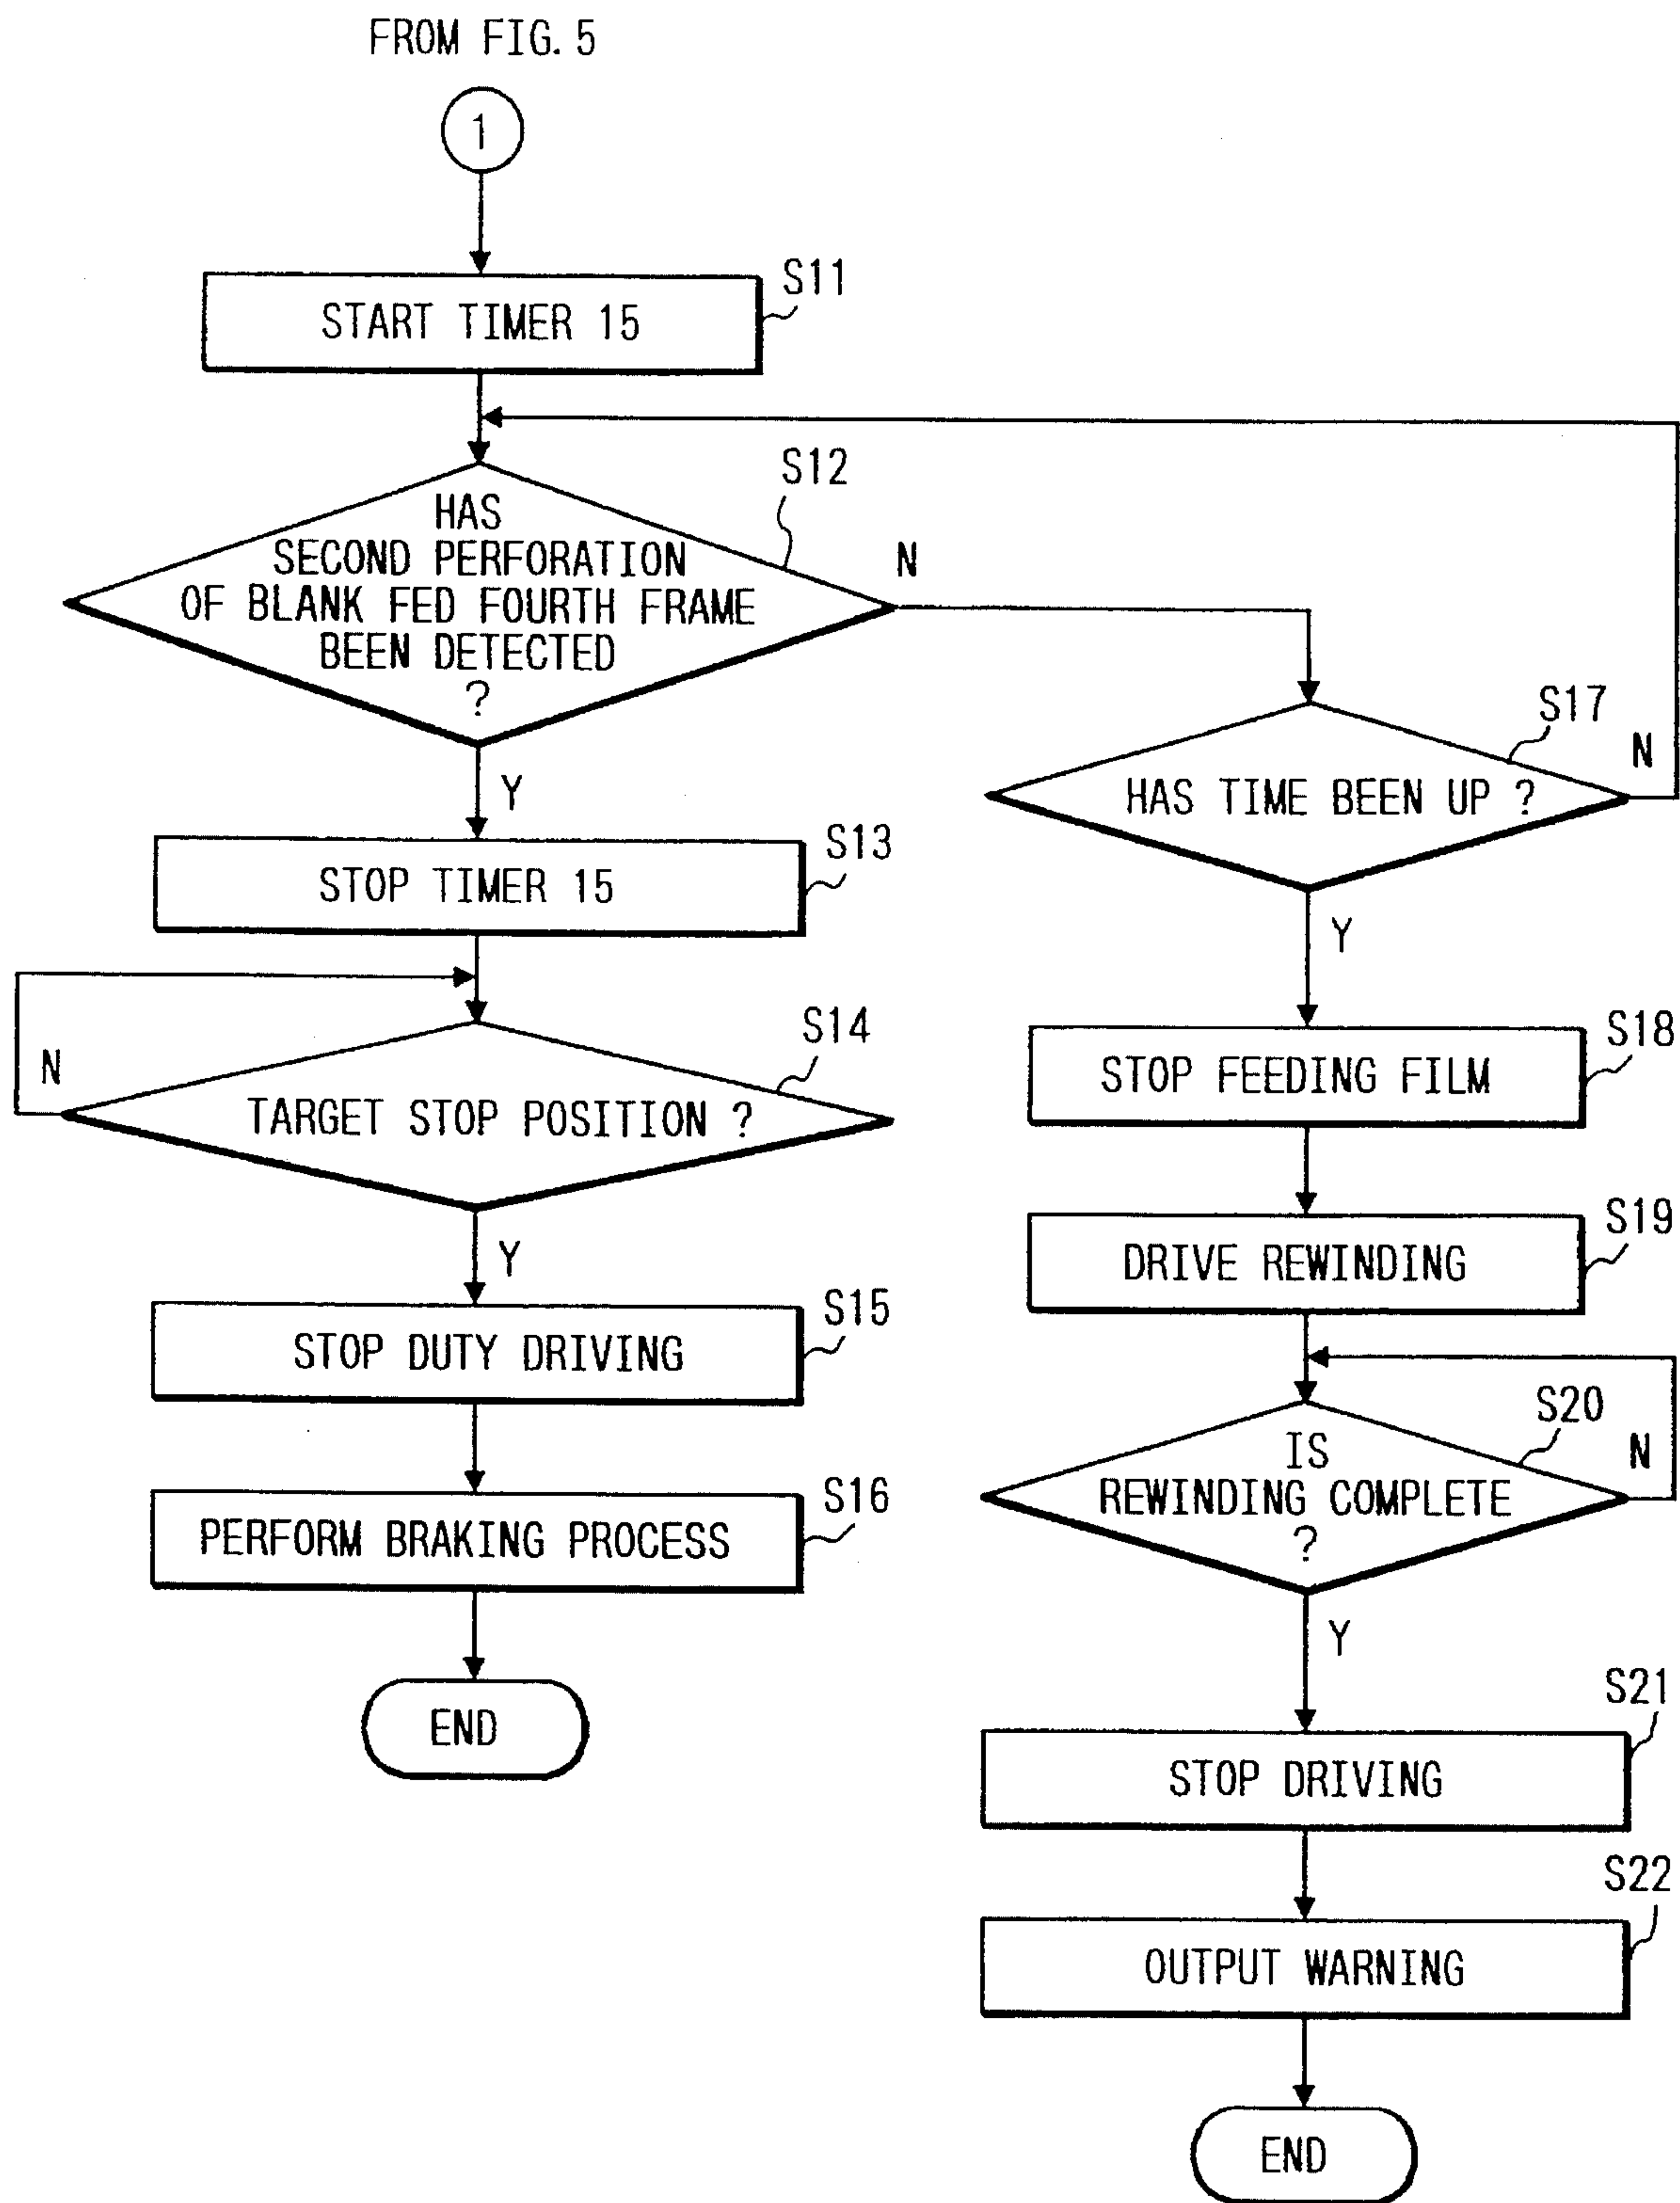 FROM FIG. 5
1
S11
START TIMER 15
S12
HAS
SECOND PERFORATION
OF BLANK FED FOURTH FRAME
BEEN DETECTED
?
N
Y
S13
STOP TIMER 15
S14
N
TARGET STOP POSITION ?
Y
S15
STOP DUTY DRIVING
S16
PERFORM BRAKING PROCESS
END
S17
N
HAS TIME BEEN UP ?
Y
S18
STOP FEEDING FILM
S19
DRIVE REWINDING
S20
IS
REWINDING COMPLETE
?
N
Y
S21
STOP DRIVING
S22
OUTPUT WARNING
END